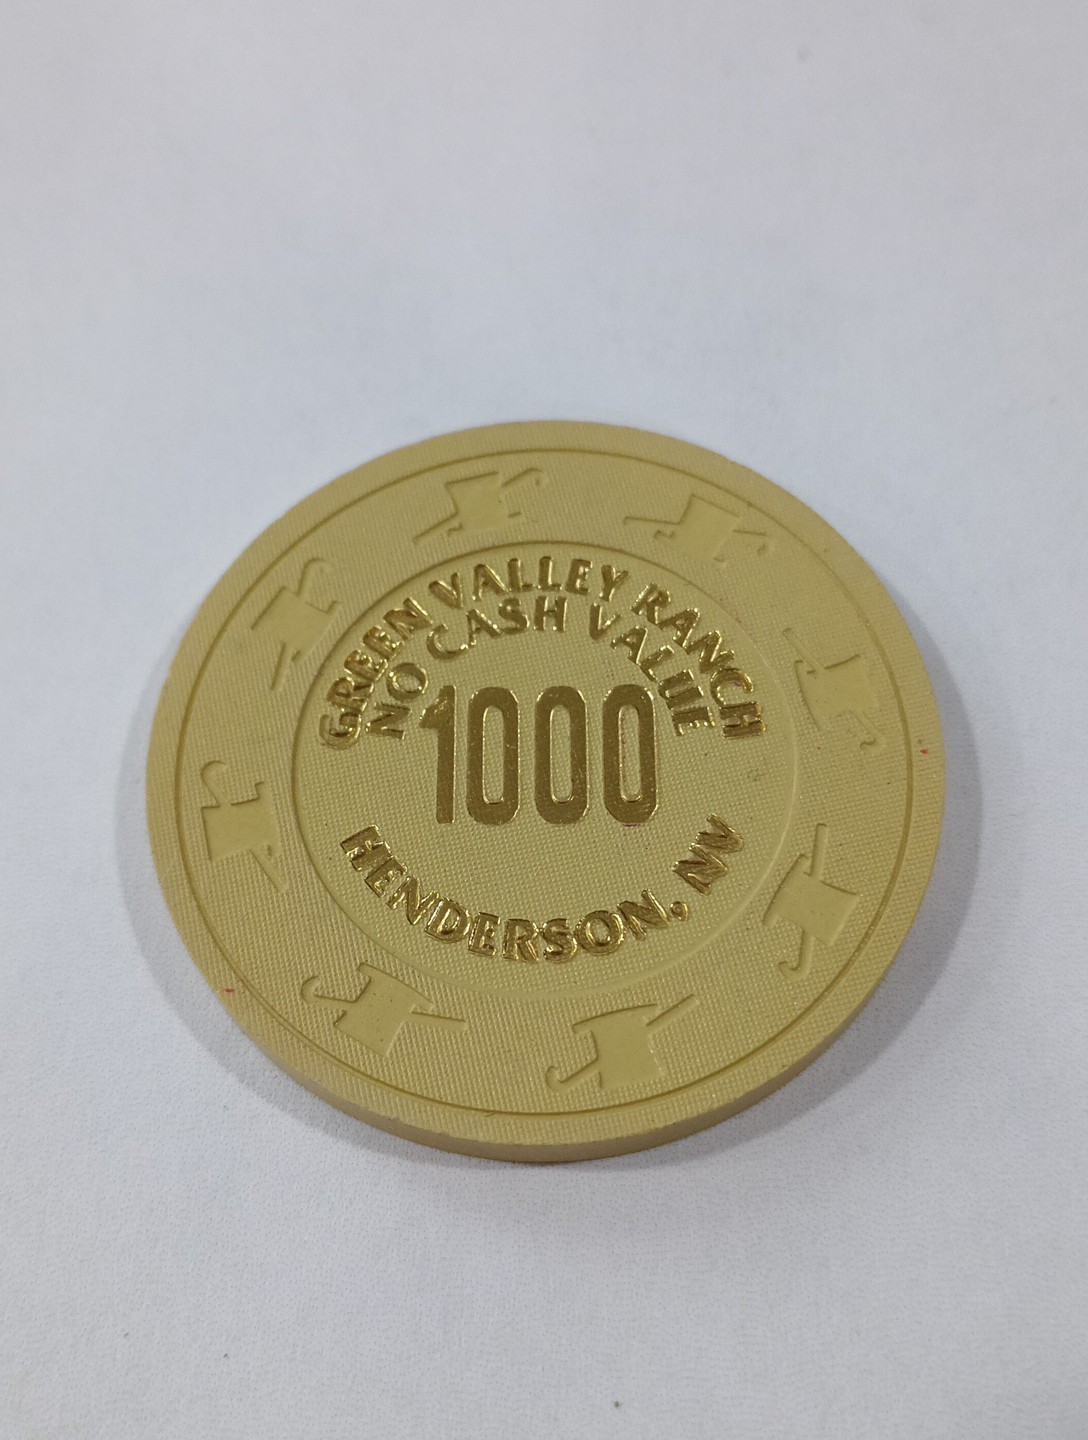 GREEN VALLEY RANCH
NO CASH VALUE
1000
HENDERSON, NV